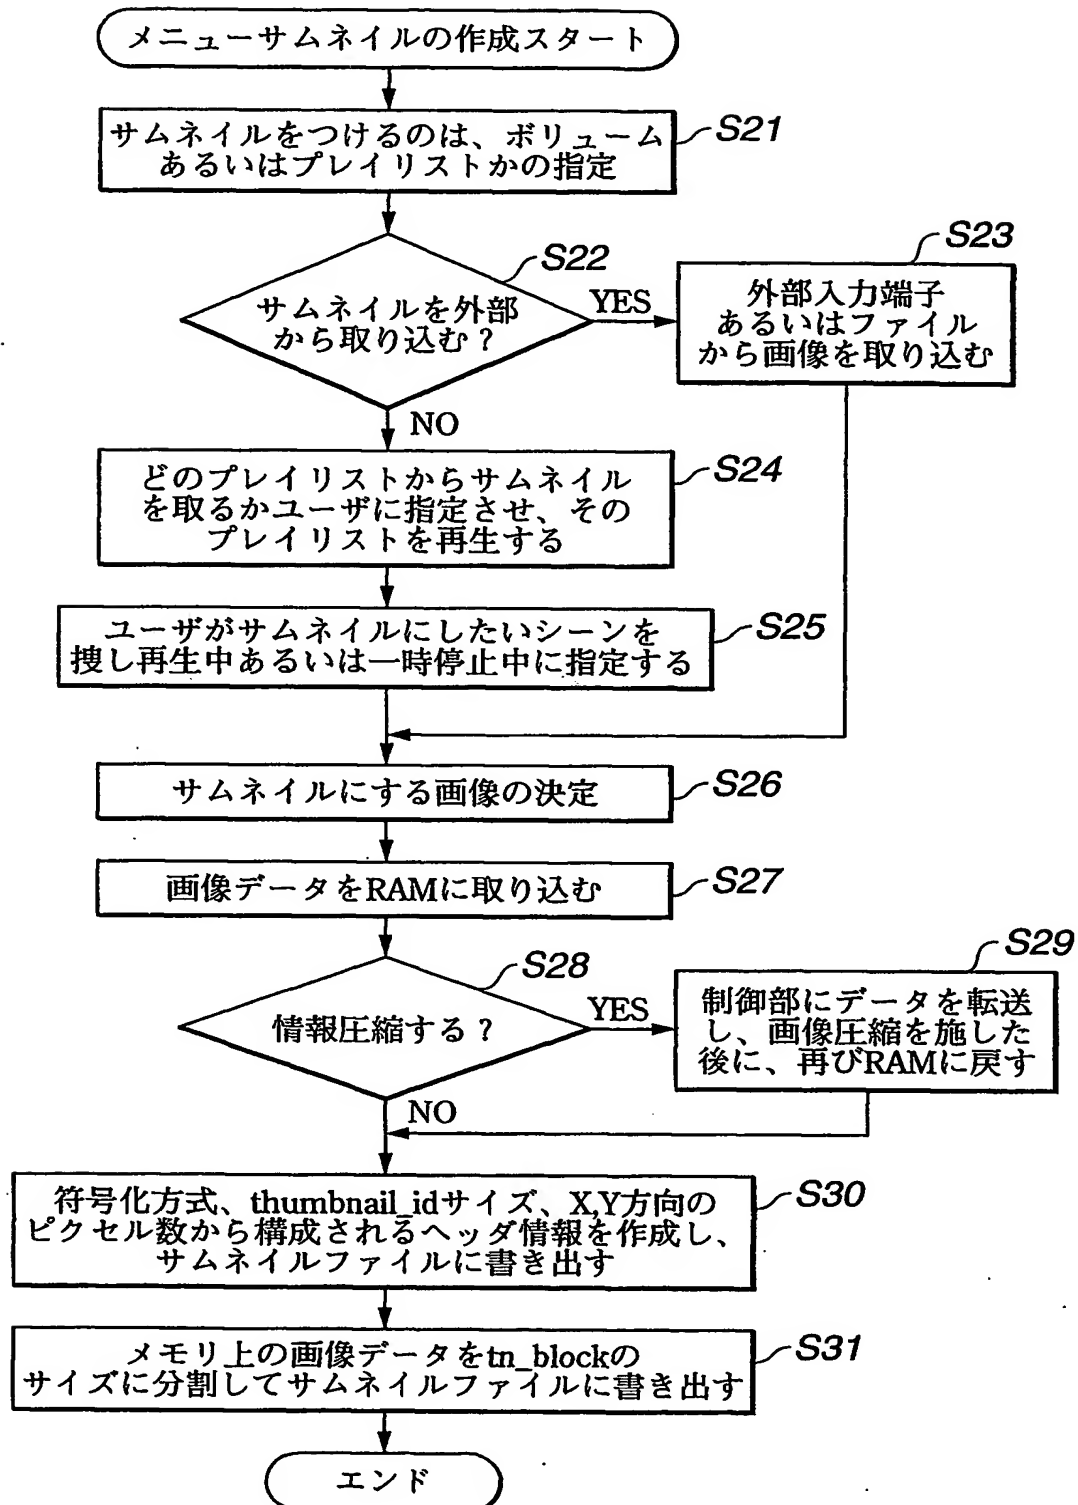 メニューサムネイルの作成スタート
サムネイルをつけるのは、ボリューム
あるいはプレイリストかの指定
S21
S22
サムネイルを外部
から取り込む?
YES
S23
外部入力端子
あるいはファイル
から画像を取り込む
NO
どのプレイリストからサムネイル
を取るかユーザに指定させ、その
プレイリストを再生する
S24
ユーザがサムネイルにしたいシーンを
捜し再生中あるいは一時停止中に指定する
S25
サムネイルにする画像の決定
S26
画像データをRAMに取り込む
S27
S28
情報圧縮する?
YES
S29
制御部にデータを転送
し、画像圧縮を施した
後に、再びRAMに戻す
NO
符号化方式、thumbnail_idサイズ、X,Y方向の
ピクセル数から構成されるヘッダ情報を作成し、
サムネイルファイルに書き出す
S30
メモリ上の画像データをtn_blockの
サイズに分割してサムネイルファイルに書き出す
S31
エンド